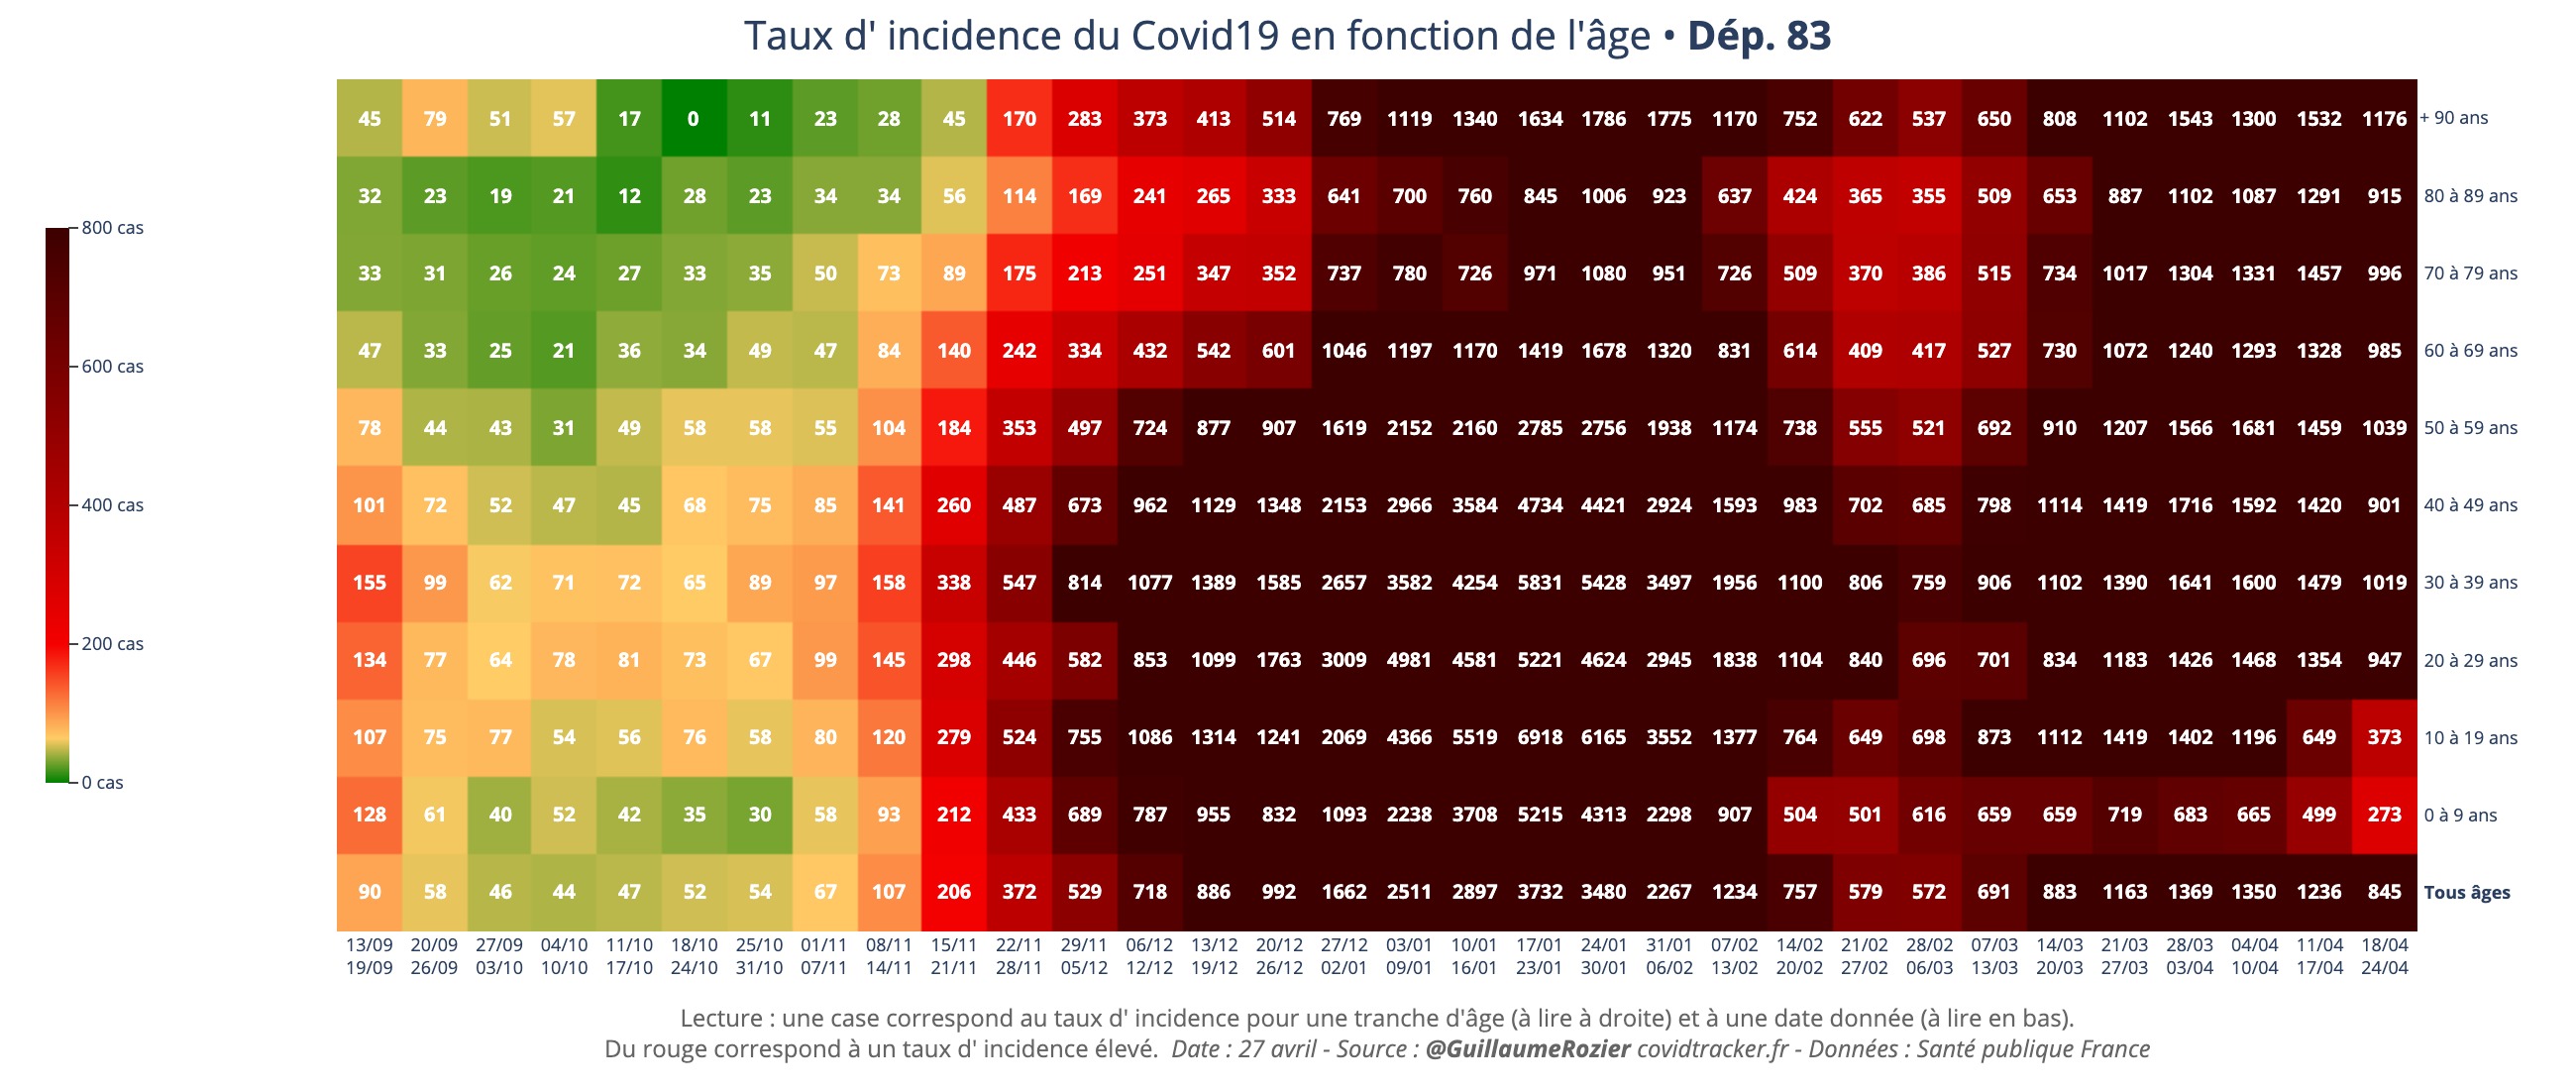 Taux d' incidence du Covid19 en fonction de l'âge • Dép. 83
45 79 51 57 17 0 11 23 28 45 170 283 373 413 514 769 1119 1340 1634 1786 1775 1170 752 622 537 650 808 1102 1543 1300 1532 1176 + 90 ans
32 23 19 21 12 28 23 34 34 56 114 169 241 265 333 641 700 760 845 1006 923 637 424 365 355 509 653 887 1102 1087 1291 915 80 à 89 ans
33 31 26 24 27 33 35 50 73 89 175 213 251 347 352 737 780 726 971 1080 951 726 509 370 386 515 734 1017 1304 1331 1457 996 70 à 79 ans
47 33 25 21 36 34 49 47 84 140 242 334 432 542 601 1046 1197 1170 1419 1678 1320 831 614 409 417 527 730 1072 1240 1293 1328 985 60 à 69 ans
78 44 43 31 49 58 58 55 104 184 353 497 724 877 907 1619 2152 2160 2785 2756 1938 1174 738 555 521 692 910 1207 1566 1681 1459 1039 50 à 59 ans
101 72 52 47 45 68 75 85 141 260 487 673 962 1129 1348 2153 2966 3584 4734 4421 2924 1593 983 702 685 798 1114 1419 1716 1592 1420 901 40 à 49 ans
155 99 62 71 72 65 89 97 158 338 547 814 1077 1389 1585 2657 3582 4254 5831 5428 3497 1956 1100 806 759 906 1102 1390 1641 1600 1479 1019 30 à 39 ans
134 77 64 78 81 73 67 99 145 298 446 582 853 1099 1763 3009 4981 4581 5221 4624 2945 1838 1104 840 696 701 834 1183 1426 1468 1354 947 20 à 29 ans
107 75 77 54 56 76 58 80 120 279 524 755 1086 1314 1241 2069 4366 5519 6918 6165 3552 1377 764 649 698 873 1112 1419 1402 1196 649 373 10 à 19 ans
128 61 40 52 42 35 30 58 93 212 433 689 787 955 832 1093 2238 3708 5215 4313 2298 907 504 501 616 659 659 719 683 665 499 273 0 à 9 ans
90 58 46 44 47 52 54 67 107 206 372 529 718 886 992 1662 2511 2897 3732 3480 2267 1234 757 579 572 691 883 1163 1369 1350 1236 845 Tous âges
800 cas
600 cas
400 cas
200 cas
0 cas
13/09 20/09 27/09 04/10 11/10 18/10 25/10 01/11 08/11 15/11 22/11 29/11 06/12 13/12 20/12 27/12 03/01 10/01 17/01 24/01 31/01 07/02 14/02 21/02 28/02 07/03 14/03 21/03 28/03 04/04 11/04 18/04
19/09 26/09 03/10 10/10 17/10 24/10 31/10 07/11 14/11 21/11 28/11 05/12 12/12 19/12 26/12 02/01 09/01 16/01 23/01 30/01 06/02 13/02 20/02 27/02 06/03 13/03 20/03 27/03 03/04 10/04 17/04 24/04
Lecture : une case correspond au taux d' incidence pour une tranche d'âge (à lire à droite) et à une date donnée (à lire en bas).
Du rouge correspond à un taux d' incidence élevé. Date : 27 avril - Source : @GuillaumeRozier covidtracker.fr - Données : Santé publique France